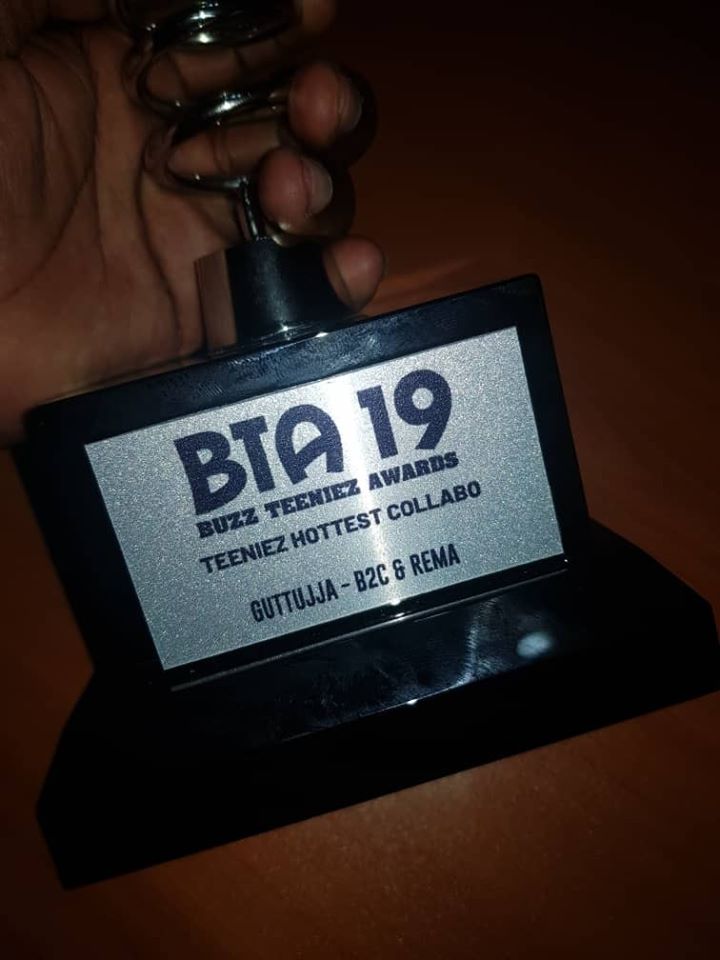 BTA 19
BUZZ TEENIEZ AWARDS
TEENIEZ HOTTEST COLLABO
GUTTUJJA - B2C & REMA